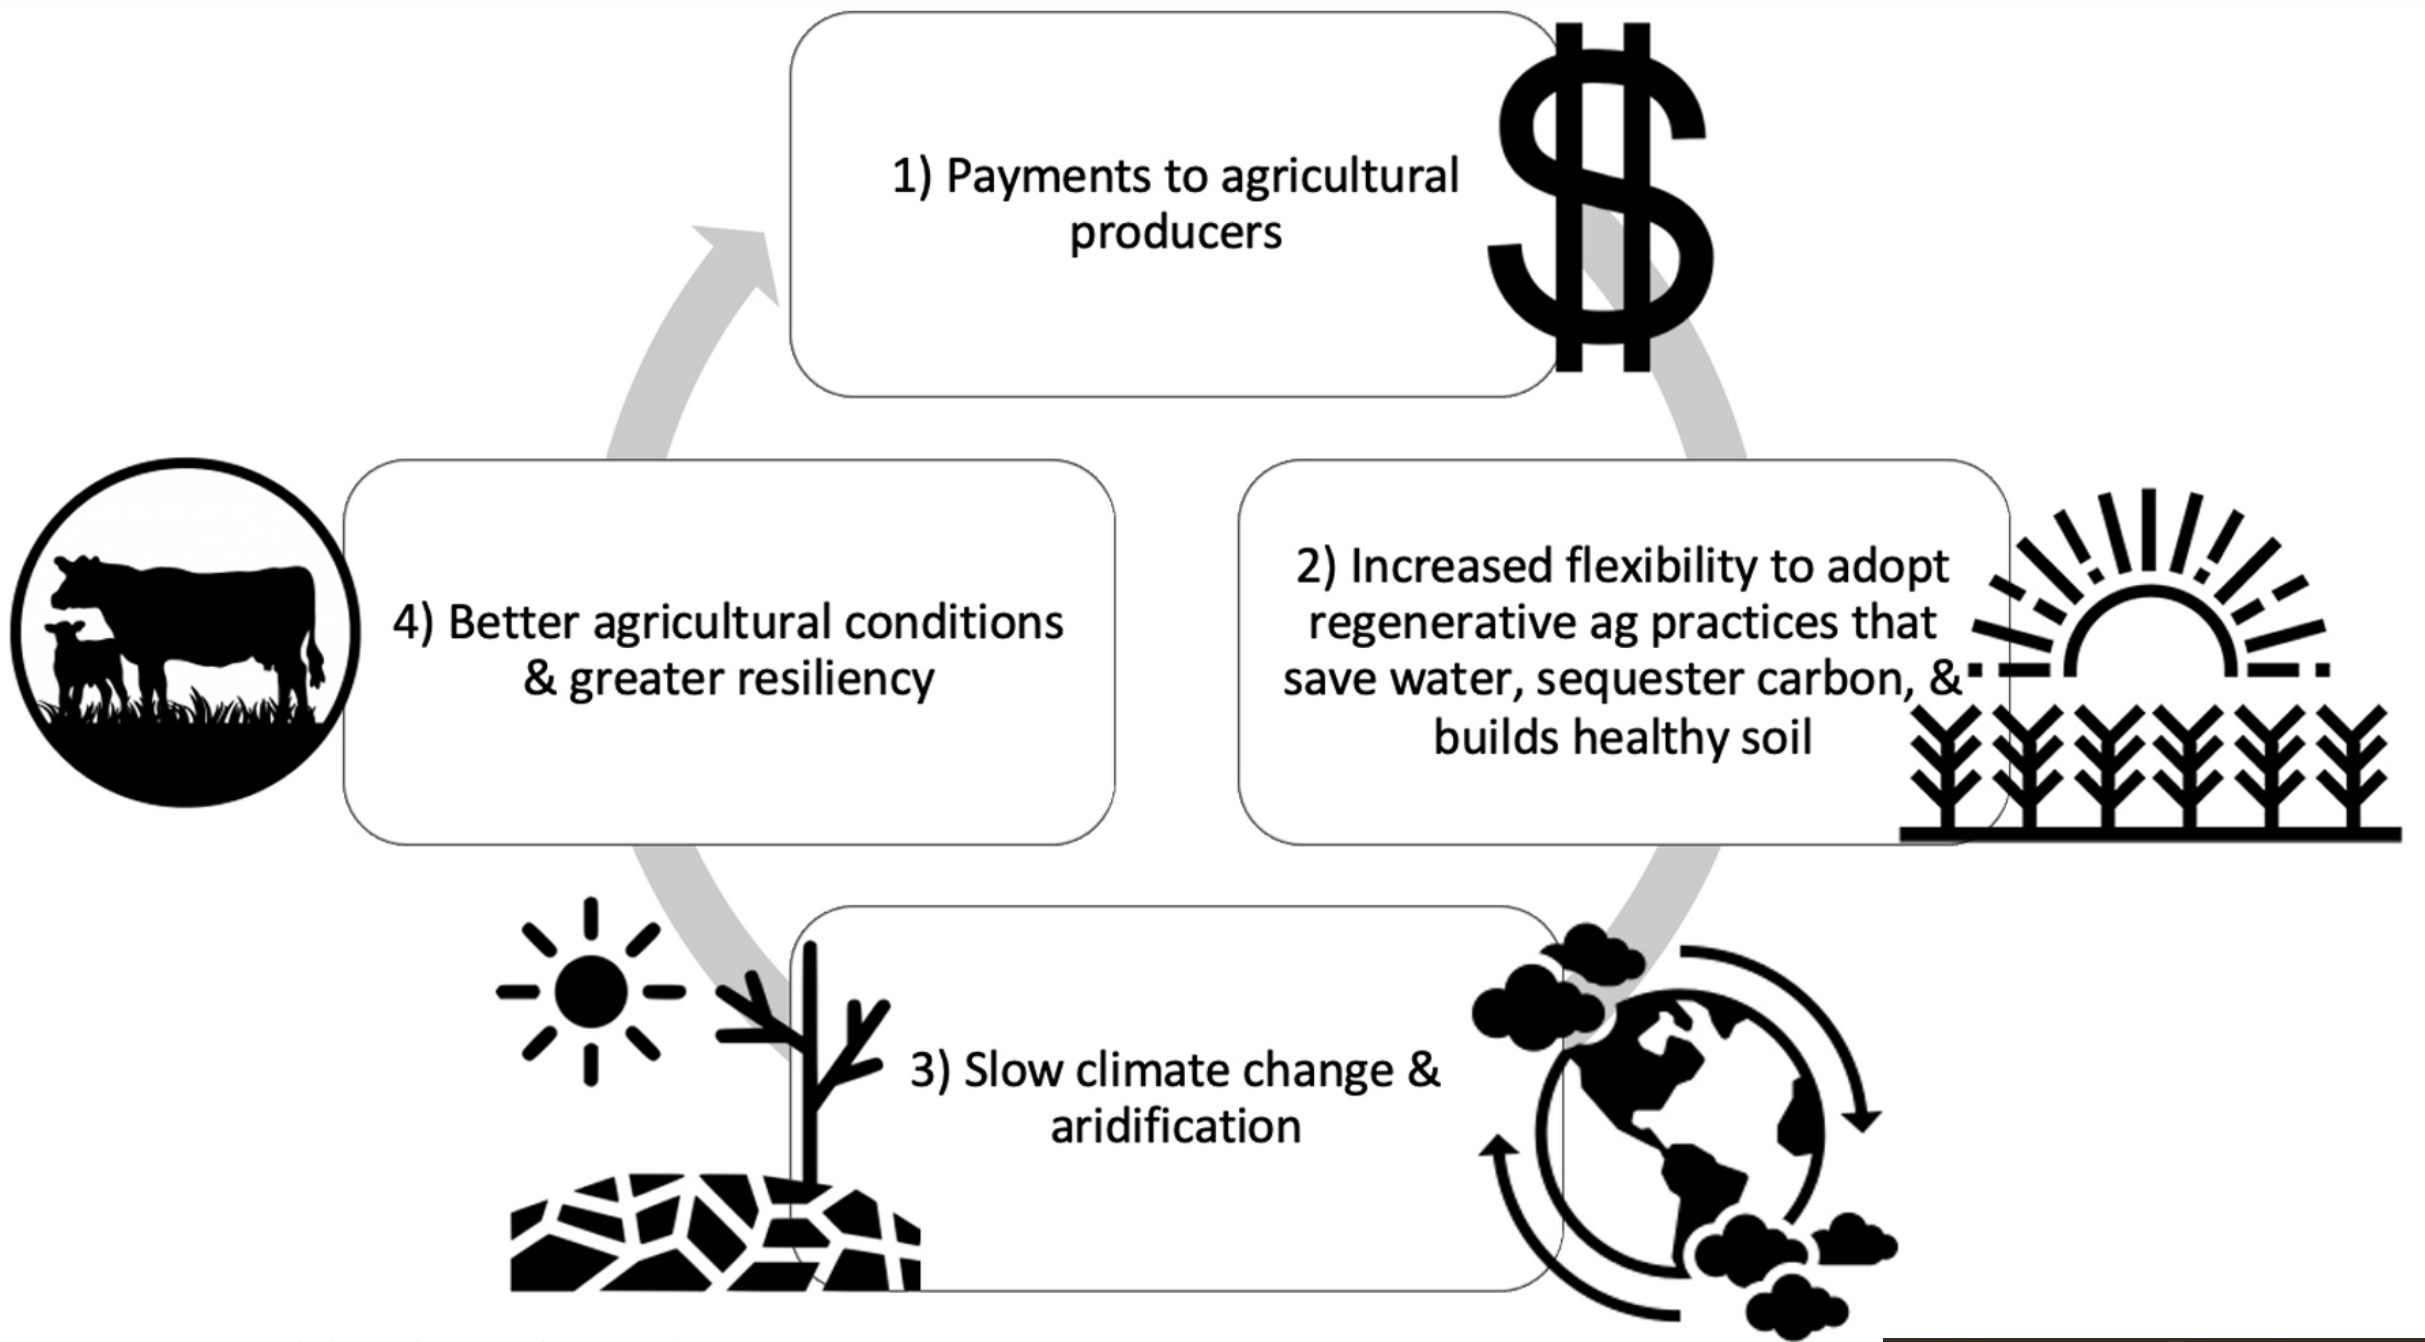 1) Payments to agricultural
producers
2) Increased flexibility to adopt
regenerative ag practices that
save water, sequester carbon, &
builds healthy soil
3) Slow climate change &
aridification
4) Better agricultural conditions
& greater resiliency